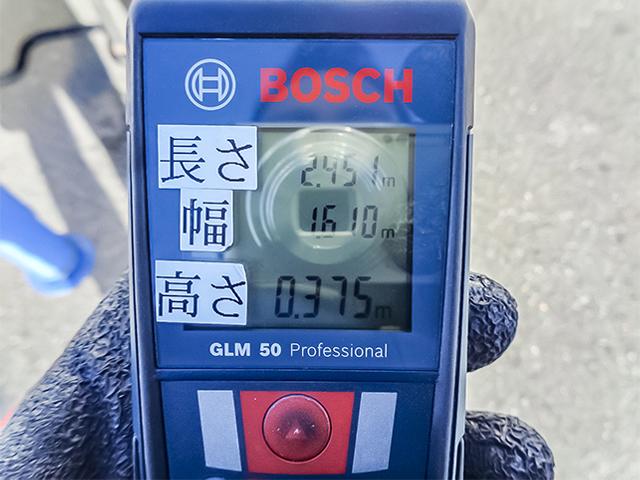 BOSCH
長さ 2.451m
幅 1.610m
高さ 0.375m
GLM 50 Professional